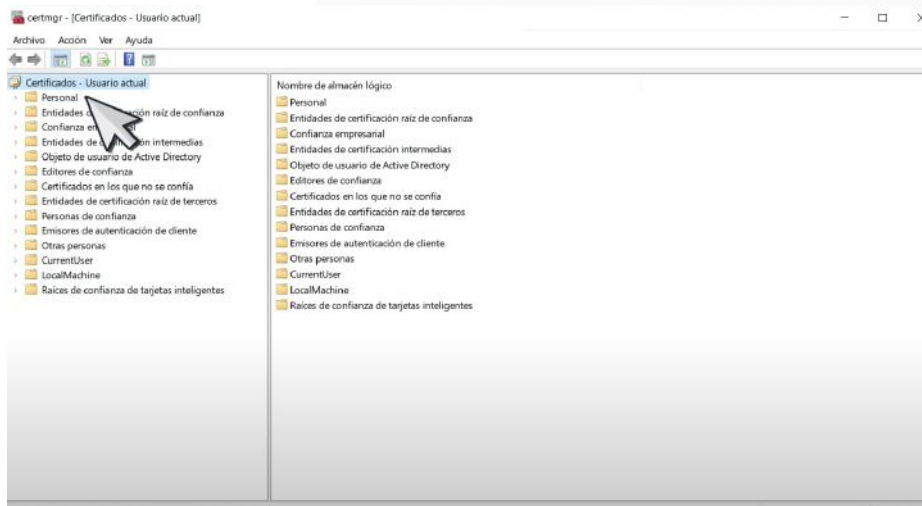 certmgr - [Certificados - Usuario actual]
Archivo Acción Ver Ayuda
Certificados - Usuario actual
Personal
Entidades de certificación raíz de confianza
Confianza
Entidades de certificación intermedias
Objeto de usuario de Active Directory
Editores de confianza
Certificados en los que no se confía
Entidades de certificación raíz de terceros
Personas de confianza
Emisores de autenticación de cliente
Otras personas
CurrentUser
LocalMachine
Raíces de confianza de tarjetas inteligentes
Nombre de almacén lógico
Personal
Entidades de certificación raíz de confianza
Confianza empresarial
Entidades de certificación intermedias
Objeto de usuario de Active Directory
Editores de confianza
Certificados en los que no se confía
Entidades de certificación raíz de terceros
Personas de confianza
Emisores de autenticación de cliente
Otras personas
CurrentUser
LocalMachine
Raíces de confianza de tarjetas inteligentes